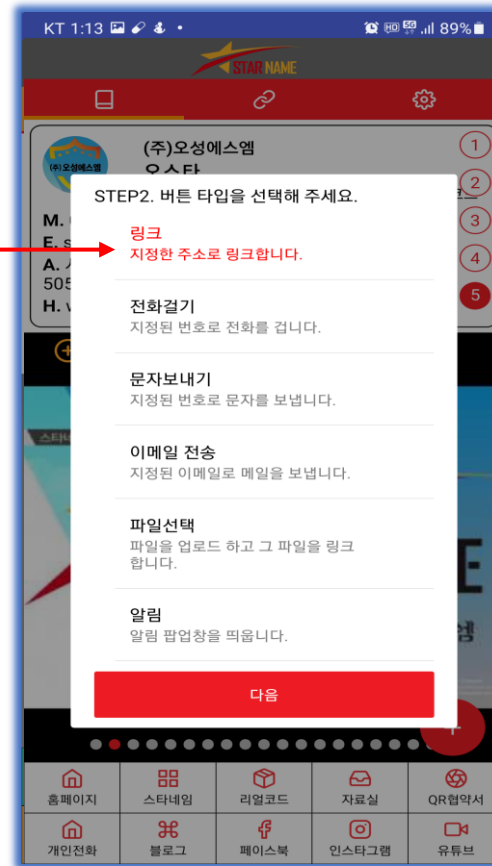 KT 1:13
HD 5G 89%
STAR NAME
(주)오성에스엠
(주)오성에스엠
오스타
1
2
3
4
5
M.
E. s
A.
505
H.
STEP2. 버튼 타입을 선택해 주세요.
링크
지정한 주소로 링크합니다.
전화걸기
지정된 번호로 전화를 겁니다.
문자보내기
지정된 번호로 문자를 보냅니다.
이메일 전송
지정된 이메일로 메일을 보냅니다.
파일선택
파일을 업로드 하고 그 파일을 링크
합니다.
알림
알림 팝업창을 띄웁니다.
다음
스타네
E
엠
홈페이지 스타네임 리얼코드 자료실 QR협약서
개인전화 블로그 페이스북 인스타그램 유튜브